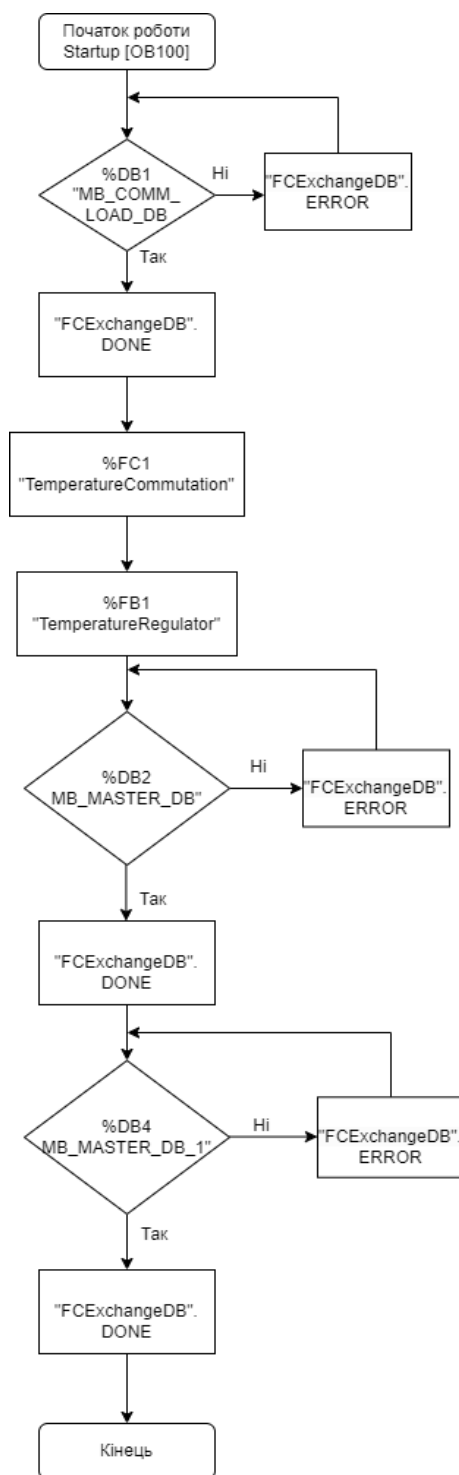 Початок роботи
Startup [OB100]
%DB1
"MB_COMM_
LOAD_DB
Ні
"FCExchangeDB".
ERROR
Так
"FCExchangeDB".
DONE
%FC1
"TemperatureCommutation"
%FB1
"TemperatureRegulator"
%DB2
MB_MASTER_DB"
Ні
"FCExchangeDB".
ERROR
Так
"FCExchangeDB".
DONE
%DB4
MB_MASTER_DB_1"
Ні
"FCExchangeDB".
ERROR
Так
"FCExchangeDB".
DONE
Кінець